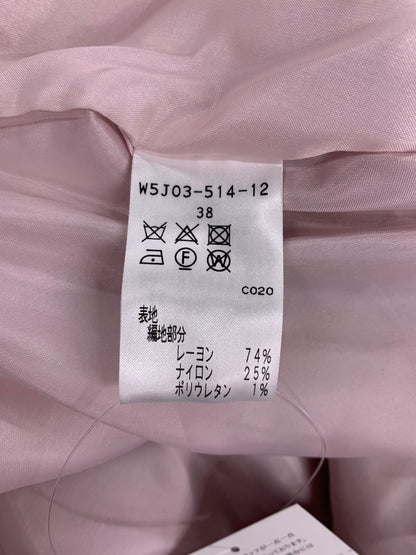 W5J03-514-12
38
C020
表地
編地部分
レーヨン 74%
ナイロン 25%
ポリウレタン 1%